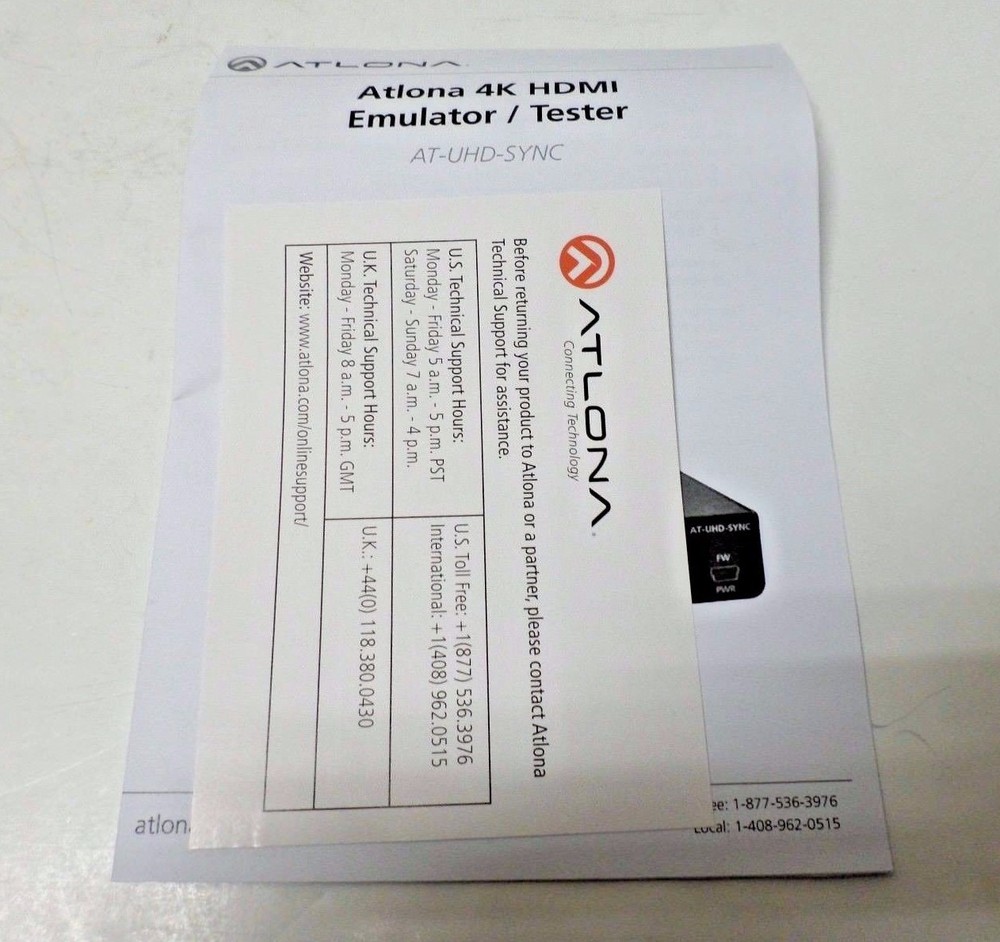 ATLONA
Atlona 4K HDMI
Emulator / Tester
AT-UHD-SYNC
ATLONA
Connecting Technology
Before returning your product to Atlona or a partner, please contact Atlona
Technical Support for assistance.
U.S. Technical Support Hours:
Monday - Friday 5 a.m. - 5 p.m. PST
Saturday - Sunday 7 a.m. - 4 p.m.
U.S. Toll Free: +1(877) 536.3976
International: +1(408) 962.0515
U.K. Technical Support Hours:
Monday - Friday 8 a.m. - 5 p.m. GMT
U.K.: +44(0) 118.380.0430
Website: www.atlona.com/onlinesupport/
AT-UHD-SYNC
FW
PWR
atlon
ee: 1-877-536-3976
Local: 1-408-962-0515